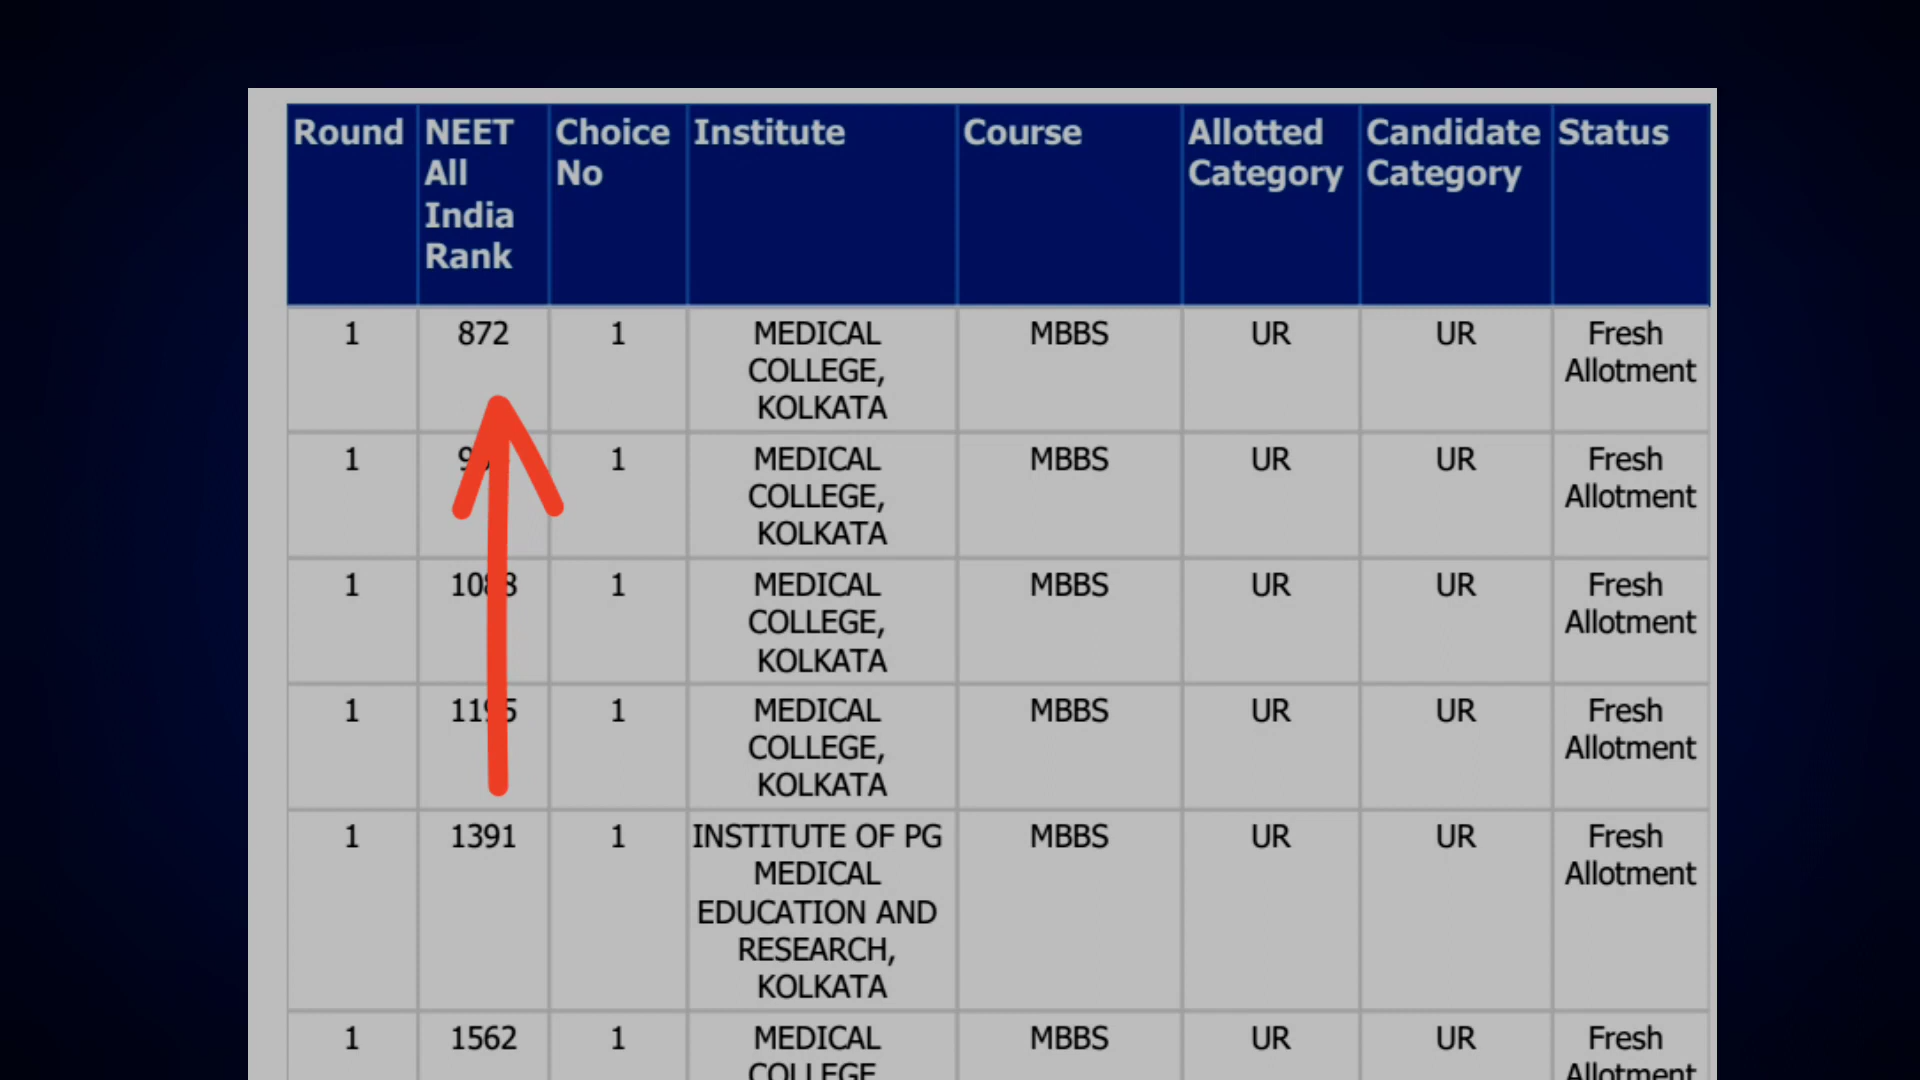 Round NEET All India Rank Choice No Institute Course Allotted Category Candidate Category Status
1 872 1 MEDICAL COLLEGE, KOLKATA MBBS UR UR Fresh Allotment
1 1 MEDICAL COLLEGE, KOLKATA MBBS UR UR Fresh Allotment
1 1 MEDICAL COLLEGE, KOLKATA MBBS UR UR Fresh Allotment
1 1195 1 MEDICAL COLLEGE, KOLKATA MBBS UR UR Fresh Allotment
1 1391 1 INSTITUTE OF PG MEDICAL EDUCATION AND RESEARCH, KOLKATA MBBS UR UR Fresh Allotment
1 1562 1 MEDICAL COLLEGE, MBBS UR UR Fresh Allotment